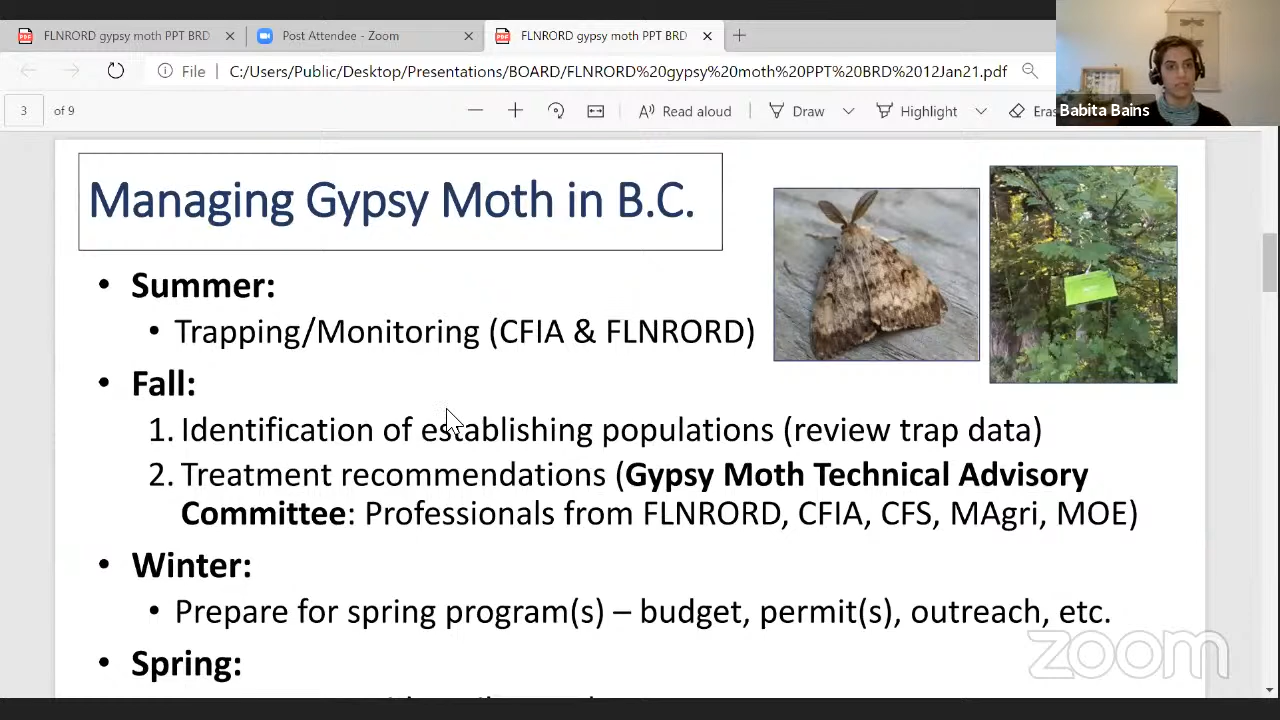 FLNRORD gypsy moth PPT BRD
Post Attendee - Zoom
FLNRORD gypsy moth PPT BRD
File
C:/Users/Public/Desktop/Presentations/BOARD/FLNRORD%20gypsy%20moth%20PPT%20BRD%2012Jan21.pdf
3 of 9
Read aloud
Draw
Highlight
Babita Bains
Managing Gypsy Moth in B.C.
• Summer:
• Trapping/Monitoring (CFIA & FLNRORD)
• Fall:
1. Identification of establishing populations (review trap data)
2. Treatment recommendations (Gypsy Moth Technical Advisory
Committee: Professionals from FLNRORD, CFIA, CFS, MAgri, MOE)
• Winter:
• Prepare for spring program(s) – budget, permit(s), outreach, etc.
• Spring:
zoom